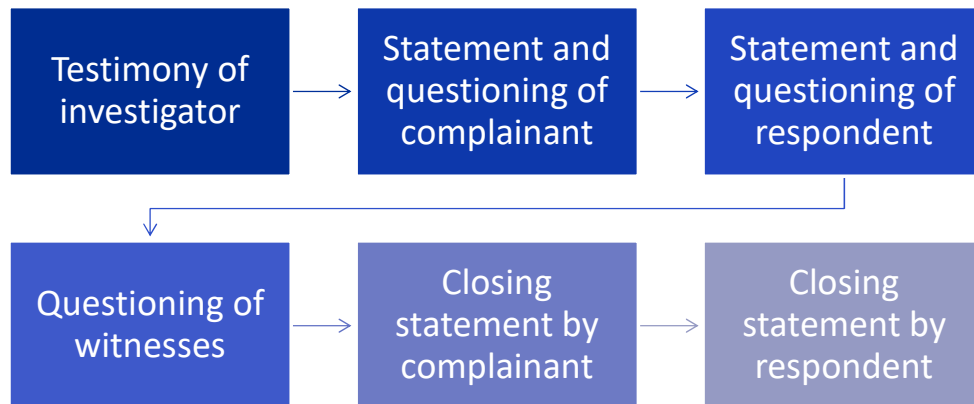 Testimony of
investigator
Statement and
questioning of
complainant
Statement and
questioning of
respondent
Questioning of
witnesses
Closing
statement by
complainant
Closing
statement by
respondent